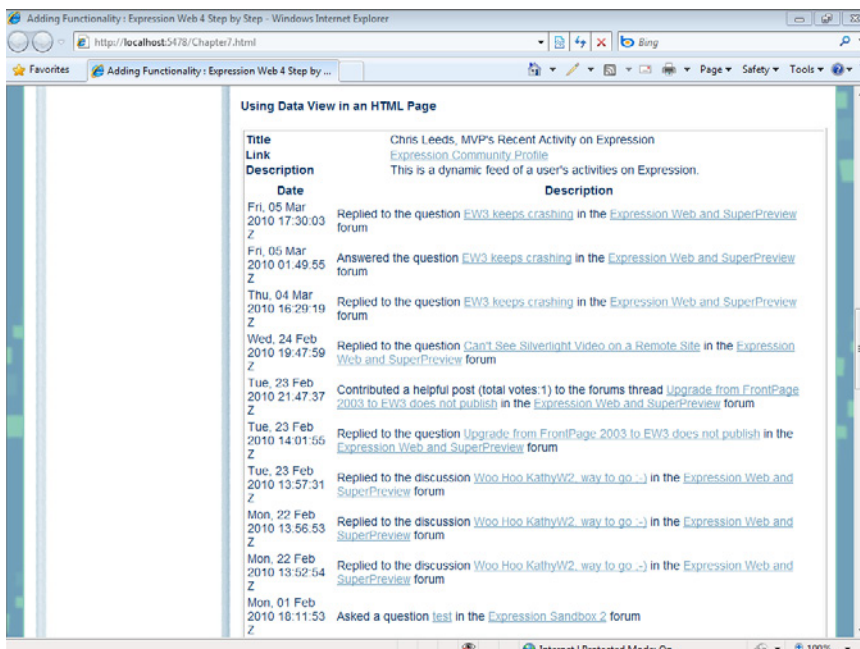 Adding Functionality : Expression Web 4 Step by Step - Windows Internet Explorer
http://localhost:5478/Chapter7.html
Bing
Favorites
Adding Functionality : Expression Web 4 Step by ...
Page
Safety
Tools
Using Data View in an HTML Page
Title Chris Leeds, MVP's Recent Activity on Expression
Link Expression Community Profile
Description This is a dynamic feed of a user's activities on Expression.
Date Description
Fri, 05 Mar
2010 17:30:03
Z
Replied to the question EW3 keeps crashing in the Expression Web and SuperPreview
forum
Fri, 05 Mar
2010 01:49:55
Z
Answered the question EW3 keeps crashing in the Expression Web and SuperPreview
forum
Thu, 04 Mar
2010 16:29:19
Z
Replied to the question EW3 keeps crashing in the Expression Web and SuperPreview
forum
Wed, 24 Feb
2010 19:47:59
Z
Replied to the question Can't See Silverlight Video on a Remote Site in the Expression
Web and SuperPreview forum
Tue, 23 Feb
2010 21:47:37
Z
Contributed a helpful post (total votes:1) to the forums thread Upgrade from FrontPage
2003 to EW3 does not publish in the Expression Web and SuperPreview forum
Tue, 23 Feb
2010 14:01:55
Z
Replied to the question Upgrade from FrontPage 2003 to EW3 does not publish in the
Expression Web and SuperPreview forum
Tue, 23 Feb
2010 13:57:31
Z
Replied to the discussion Woo Hoo KathyW2, way to go :-) in the Expression Web and
SuperPreview forum
Mon, 22 Feb
2010 13:56:53
Z
Replied to the discussion Woo Hoo KathyW2, way to go :-) in the Expression Web and
SuperPreview forum
Mon, 22 Feb
2010 13:52:54
Z
Replied to the discussion Woo Hoo KathyW2, way to go :-) in the Expression Web and
SuperPreview forum
Mon, 01 Feb
2010 18:11:53
Z
Asked a question test in the Expression Sandbox 2 forum
Internet | Protected Mode: On
100%